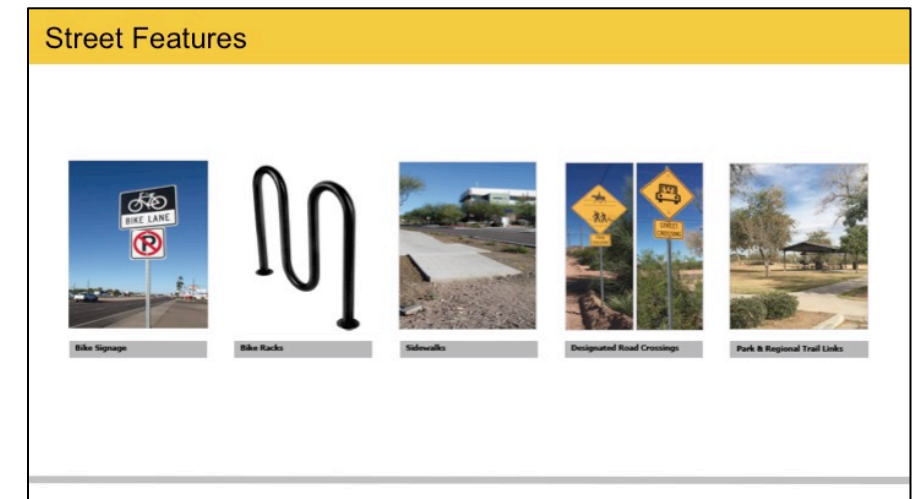 Street Features
BIKE LANE
P
STREET
CROSSING
Bike Signage
Bike Racks
Sidewalks
Designated Road Crossings
Park & Regional Trail Links